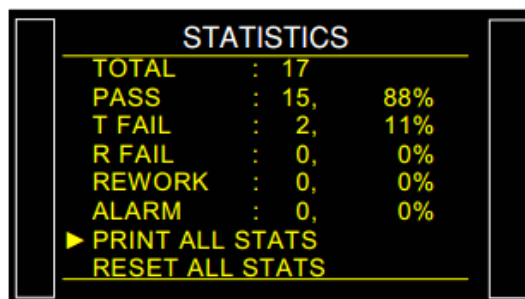 STATISTICS
TOTAL : 17
PASS : 15, 88%
T FAIL : 2, 11%
R FAIL : 0, 0%
REWORK : 0, 0%
ALARM : 0, 0%
► PRINT ALL STATS
RESET ALL STATS